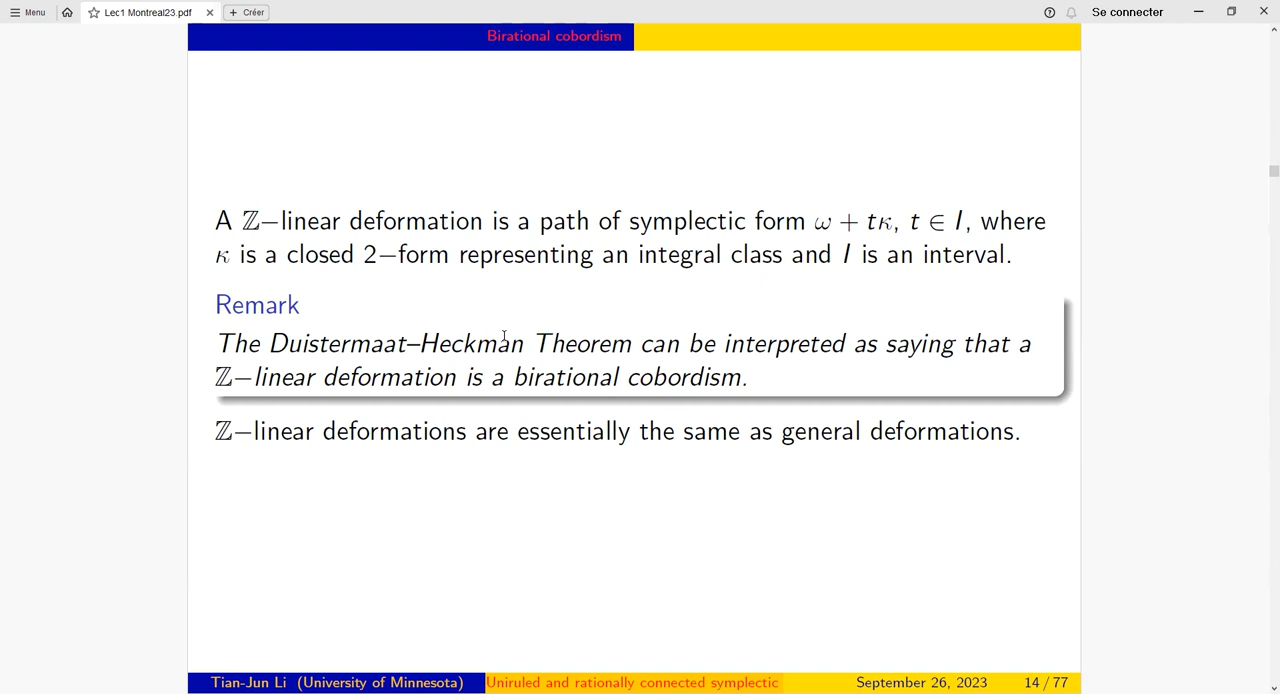 Menu
Lec1 Montreal23.pdf
×
+ Créer
Se connecter
Birational cobordism
A ℤ−linear deformation is a path of symplectic form ω + tκ, t ∈ I, where
κ is a closed 2−form representing an integral class and I is an interval.
Remark
The Duistermaat–Heckman Theorem can be interpreted as saying that a
ℤ−linear deformation is a birational cobordism.
ℤ−linear deformations are essentially the same as general deformations.
Tian-Jun Li (University of Minnesota)
Uniruled and rationally connected symplectic
September 26, 2023
14 / 77